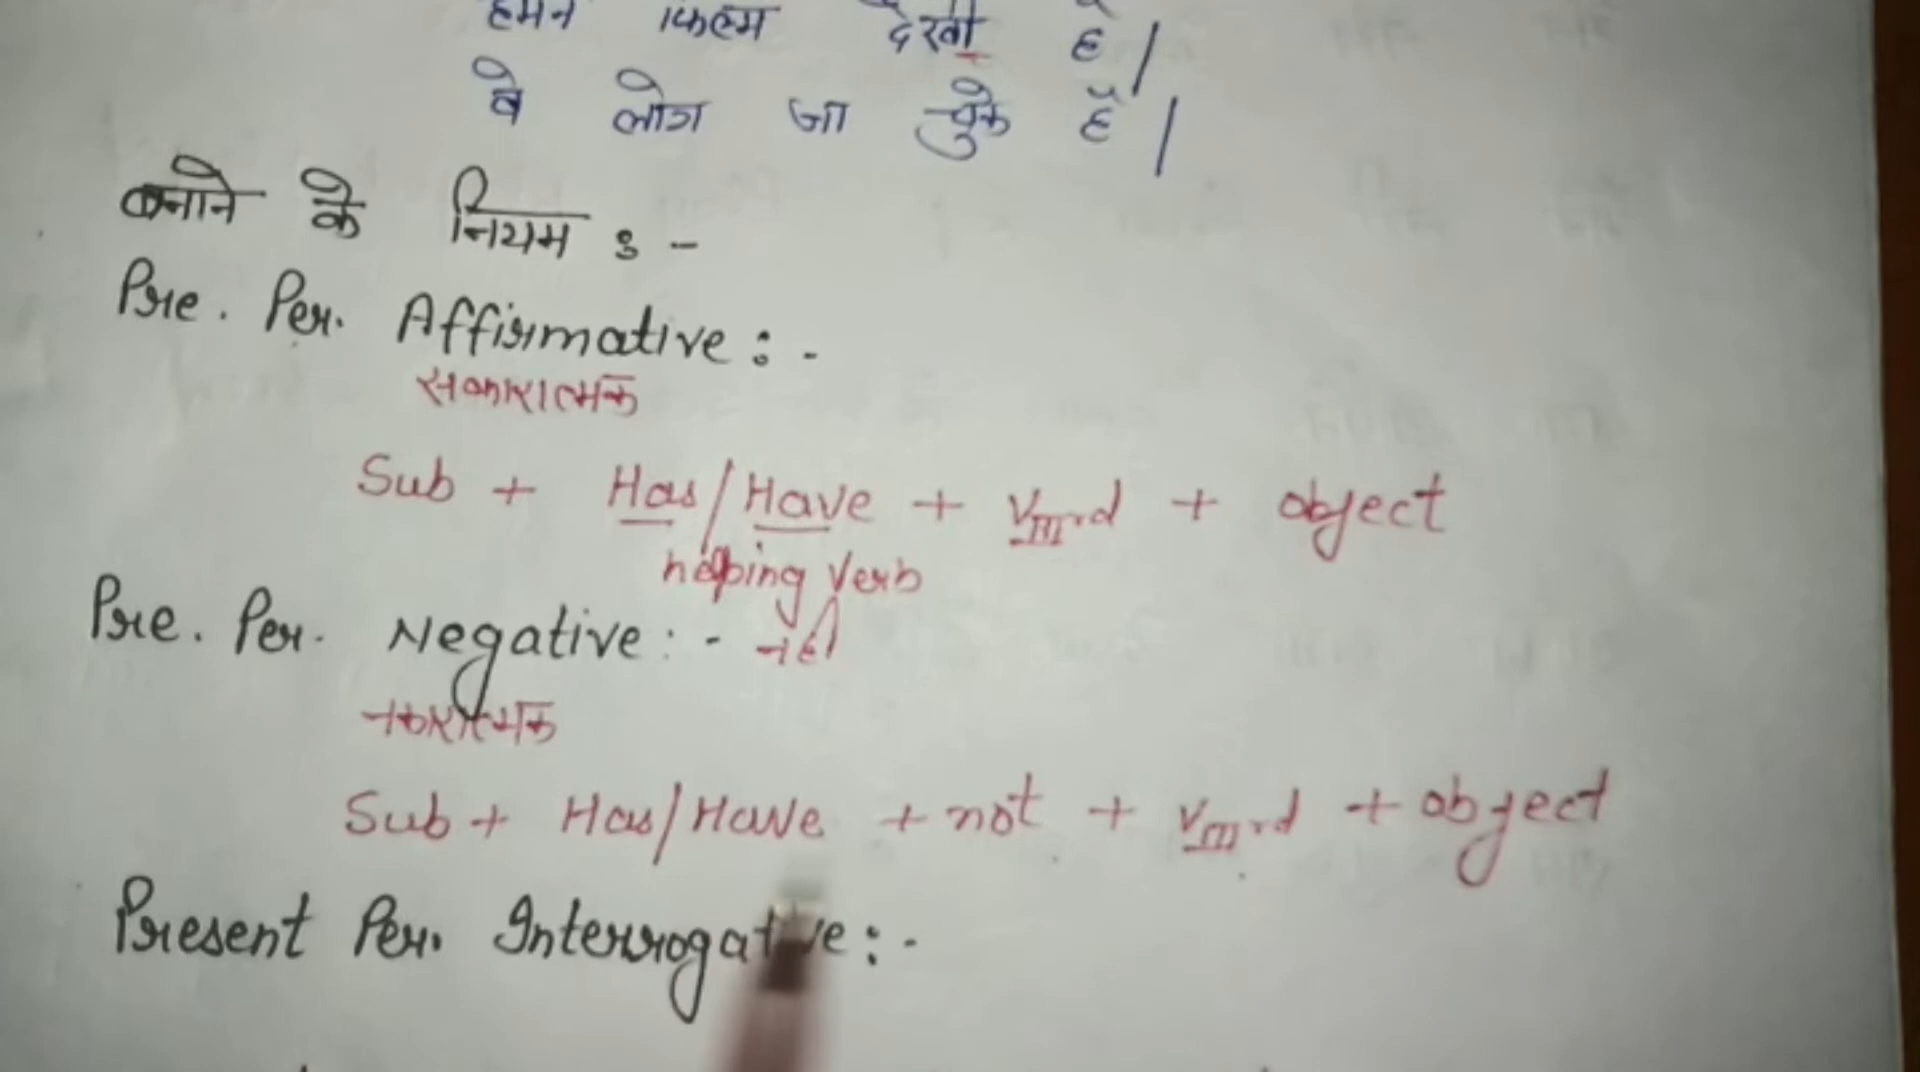 हमने फिल्म देखी है।
वे लोग जा चुके हैं।
बनाने के नियम :-
Pre. Per. Affirmative :-
सकारात्मक
Sub + Has/Have + VIIIrd + object
helping Verb
Pre. Per. Negative :- नहीं
नकारात्मक
Sub + Has/Have + not + VIIIrd + object
Present Per. Interrogative :-